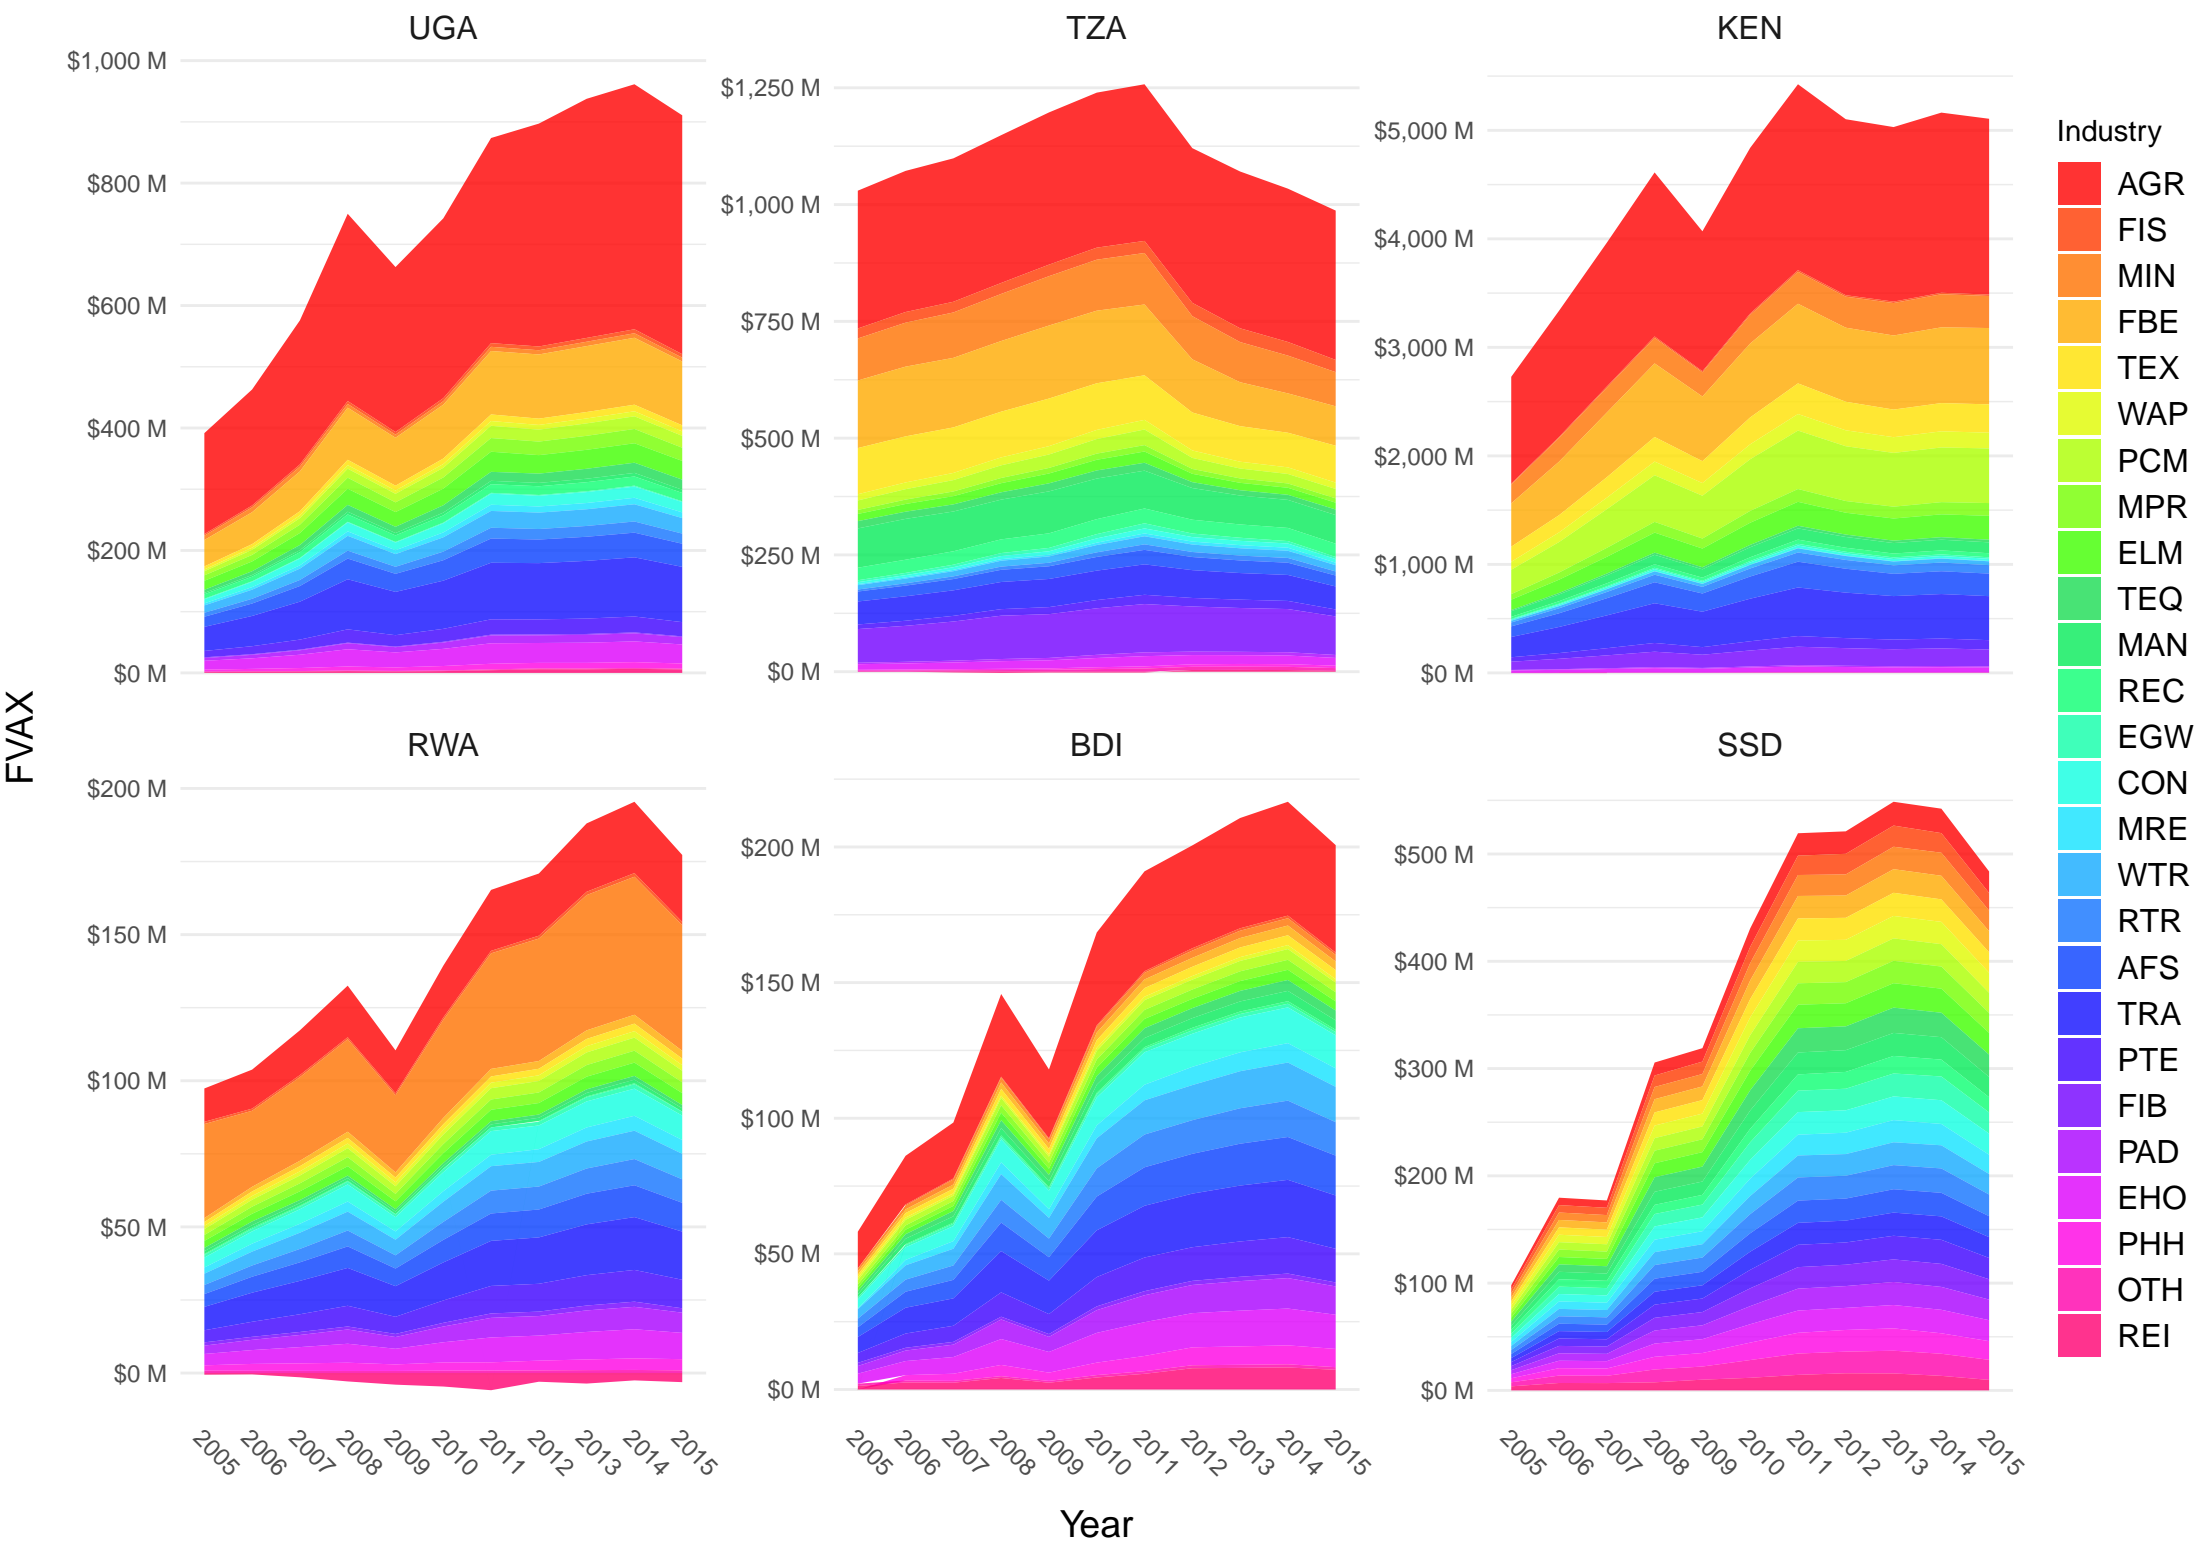 UGA
TZA
KEN
$1,000 M
$800 M
$600 M
$400 M
$200 M
$0 M
$1,250 M
$1,000 M
$750 M
$500 M
$250 M
$0 M
$5,000 M
$4,000 M
$3,000 M
$2,000 M
$1,000 M
$0 M
FVAX
RWA
BDI
SSD
$200 M
$150 M
$100 M
$50 M
$0 M
$200 M
$150 M
$100 M
$50 M
$0 M
$500 M
$400 M
$300 M
$200 M
$100 M
$0 M
2005 2006 2007 2008 2009 2010 2011 2012 2013 2014 2015
2005 2006 2007 2008 2009 2010 2011 2012 2013 2014 2015
2005 2006 2007 2008 2009 2010 2011 2012 2013 2014 2015
Year
Industry
AGR
FIS
MIN
FBE
TEX
WAP
PCM
MPR
ELM
TEQ
MAN
REC
EGW
CON
MRE
WTR
RTR
AFS
TRA
PTE
FIB
PAD
EHO
PHH
OTH
REI